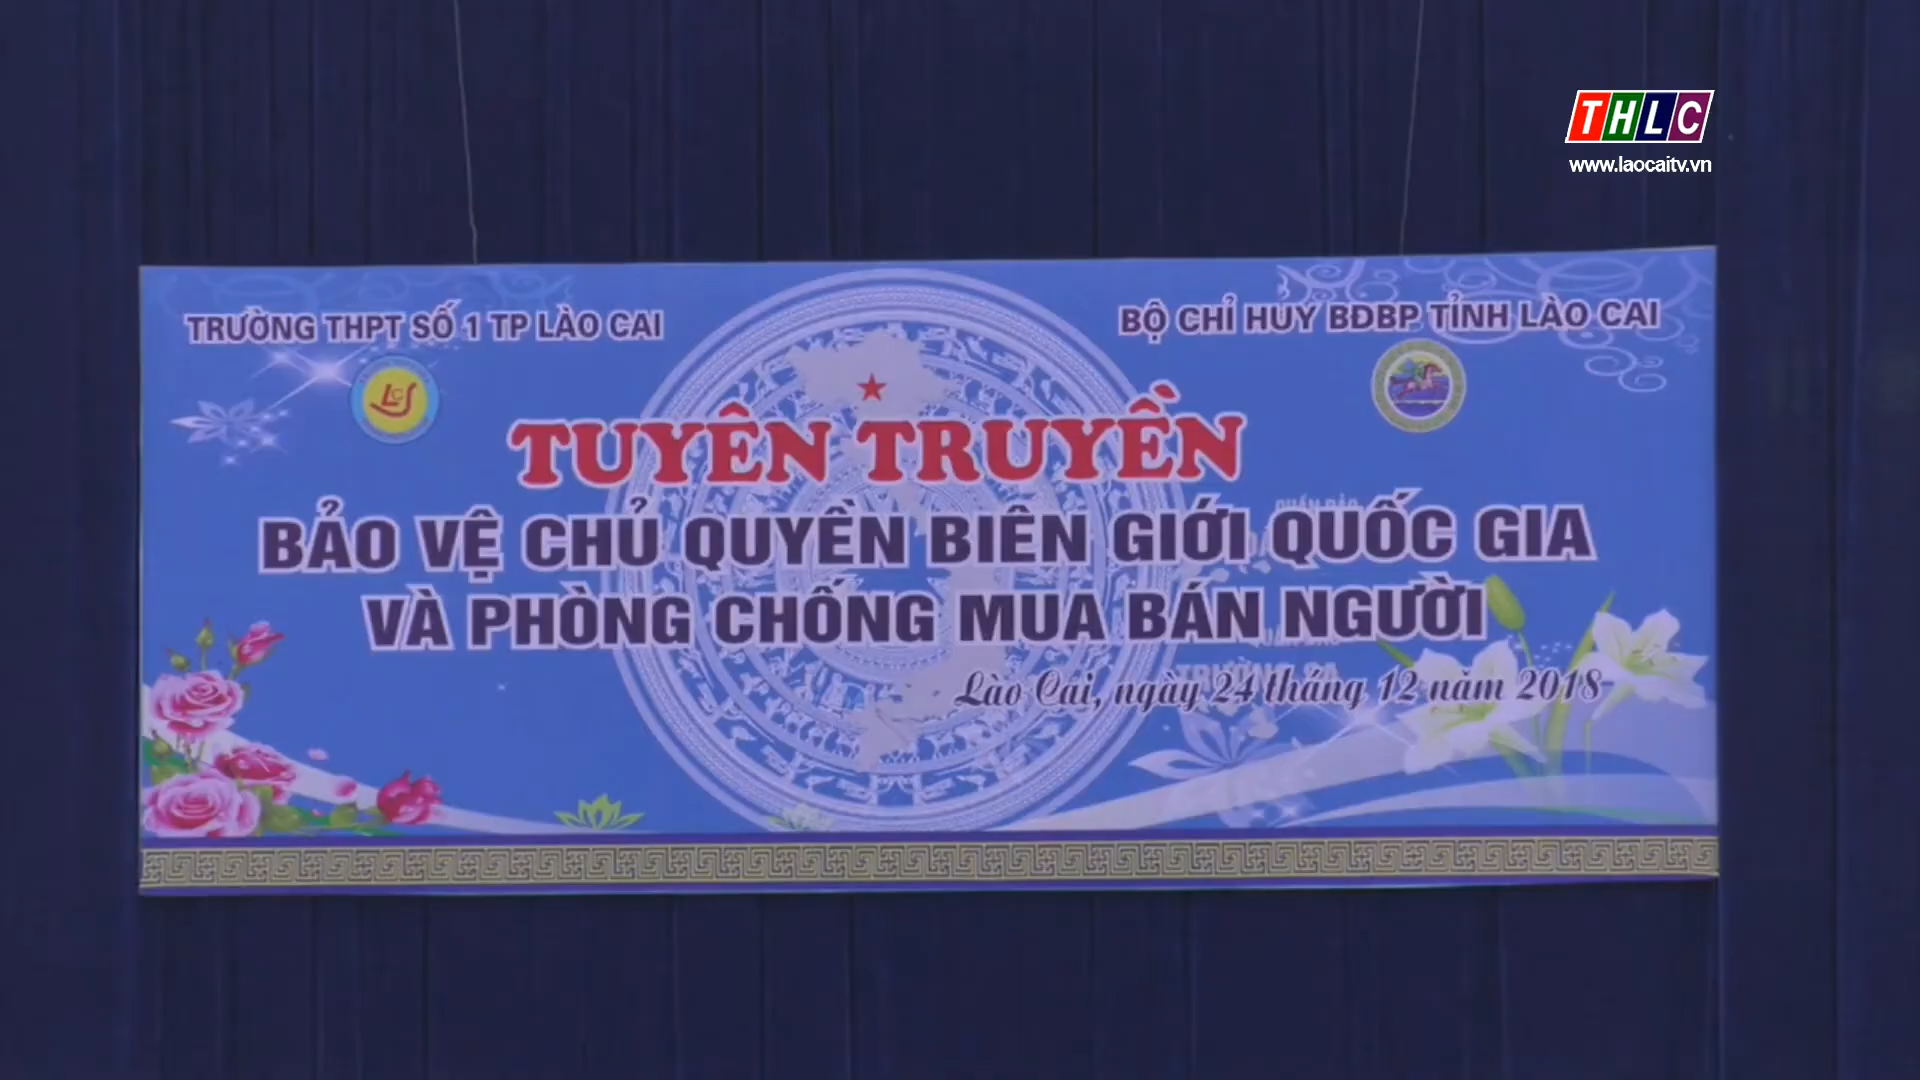 THLC
www.laocaitv.vn
TRƯỜNG THPT SỐ 1 TP LÀO CAI
BỘ CHỈ HUY BĐBP TỈNH LÀO CAI
LCS
TUYÊN TRUYỀN
BẢO VỆ CHỦ QUYỀN BIÊN GIỚI QUỐC GIA
VÀ PHÒNG CHỐNG MUA BÁN NGƯỜI
Lào Cai, ngày 24 tháng 12 năm 2018